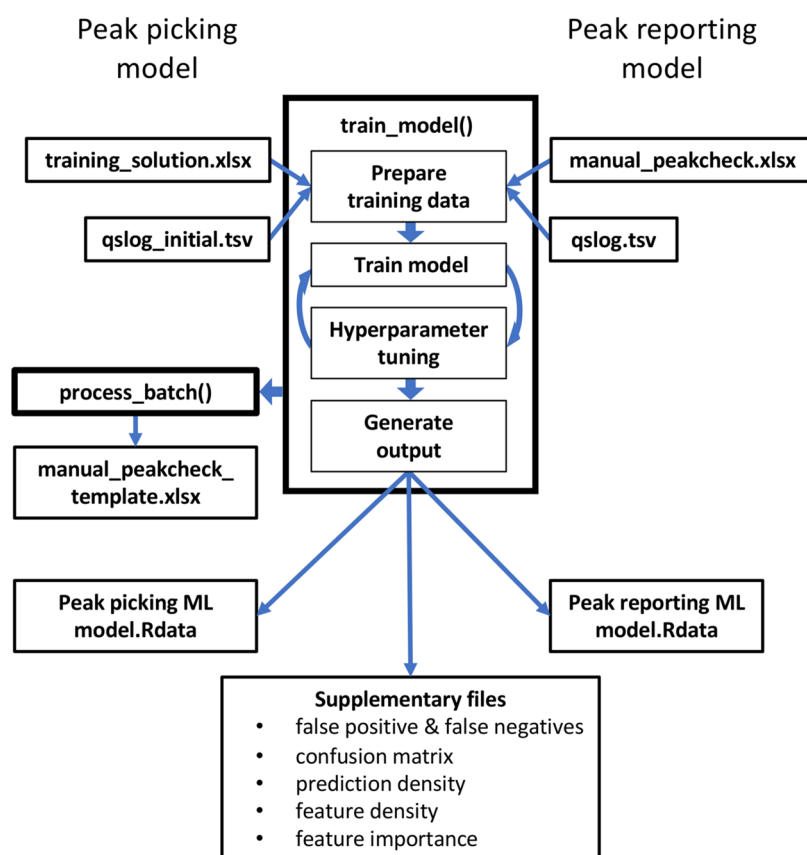 Peak picking
model
Peak reporting
model
train_model()
training_solution.xlsx
qslog_initial.tsv
Prepare
training data
manual_peakcheck.xlsx
qslog.tsv
Train model
Hyperparameter
tuning
process_batch()
Generate
output
manual_peakcheck_
template.xlsx
Peak picking ML
model.Rdata
Peak reporting ML
model.Rdata
Supplementary files
• false positive & false negatives
• confusion matrix
• prediction density
• feature density
• feature importance